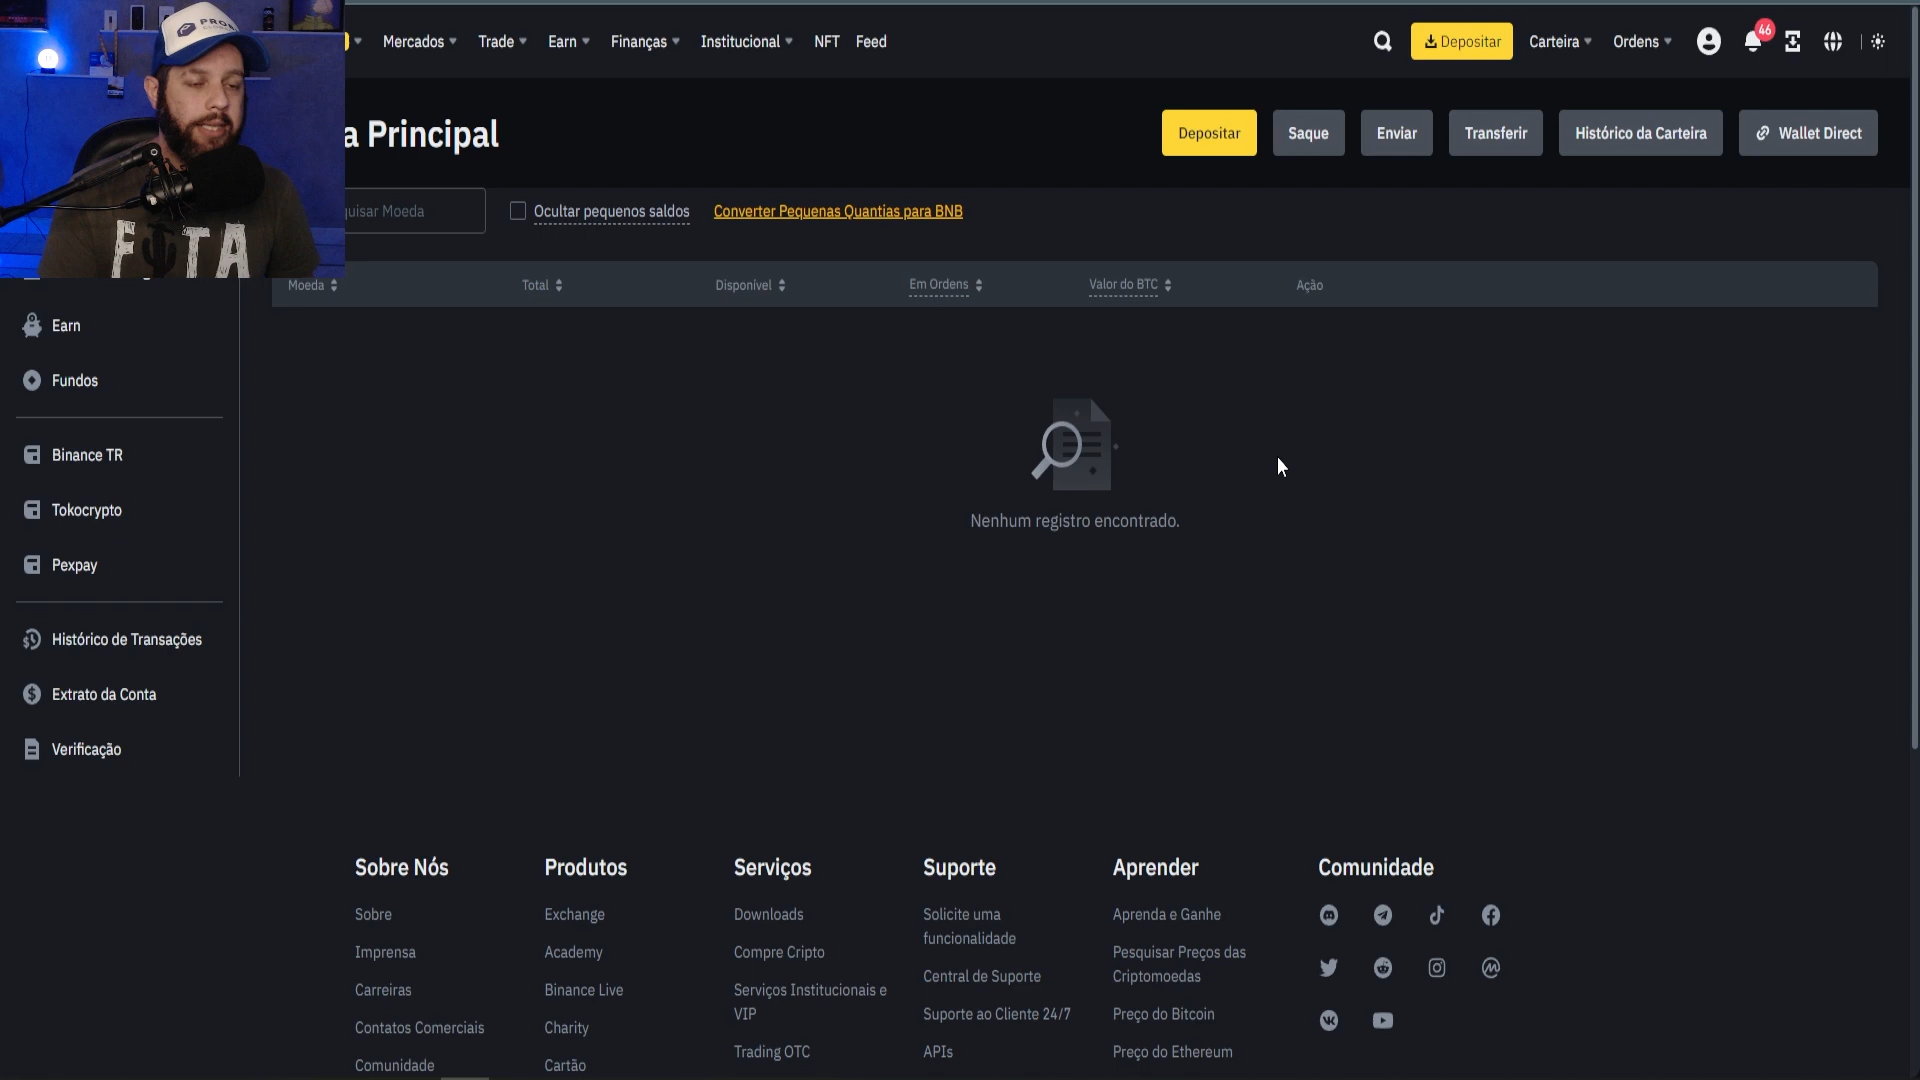 Mercados
Trade
Earn
Finanças
Institucional
NFT
Feed
Depositar
Carteira
Ordens
46
a Principal
Depositar
Saque
Enviar
Transferir
Histórico da Carteira
Wallet Direct
quisar Moeda
Ocultar pequenos saldos
Converter Pequenas Quantias para BNB
Moeda
Total
Disponível
Em Ordens
Valor do BTC
Ação
Earn
Fundos
Binance TR
Tokocrypto
Pexpay
Histórico de Transações
Extrato da Conta
Verificação
Nenhum registro encontrado.
Sobre Nós
Sobre
Imprensa
Carreiras
Contatos Comerciais
Comunidade
Produtos
Exchange
Academy
Binance Live
Charity
Cartão
Serviços
Downloads
Compre Cripto
Serviços Institucionais e
VIP
Trading OTC
Suporte
Solicite uma
funcionalidade
Central de Suporte
Suporte ao Cliente 24/7
APIs
Aprender
Aprenda e Ganhe
Pesquisar Preços das
Criptomoedas
Preço do Bitcoin
Preço do Ethereum
Comunidade